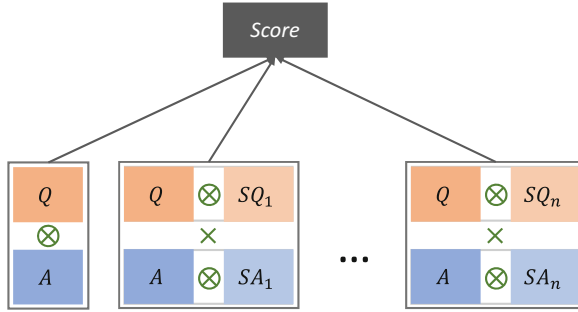 Score
Q
⊗
A
Q ⊗ SQ₁
×
A ⊗ SA₁
...
Q ⊗ SQₙ
×
A ⊗ SAₙ